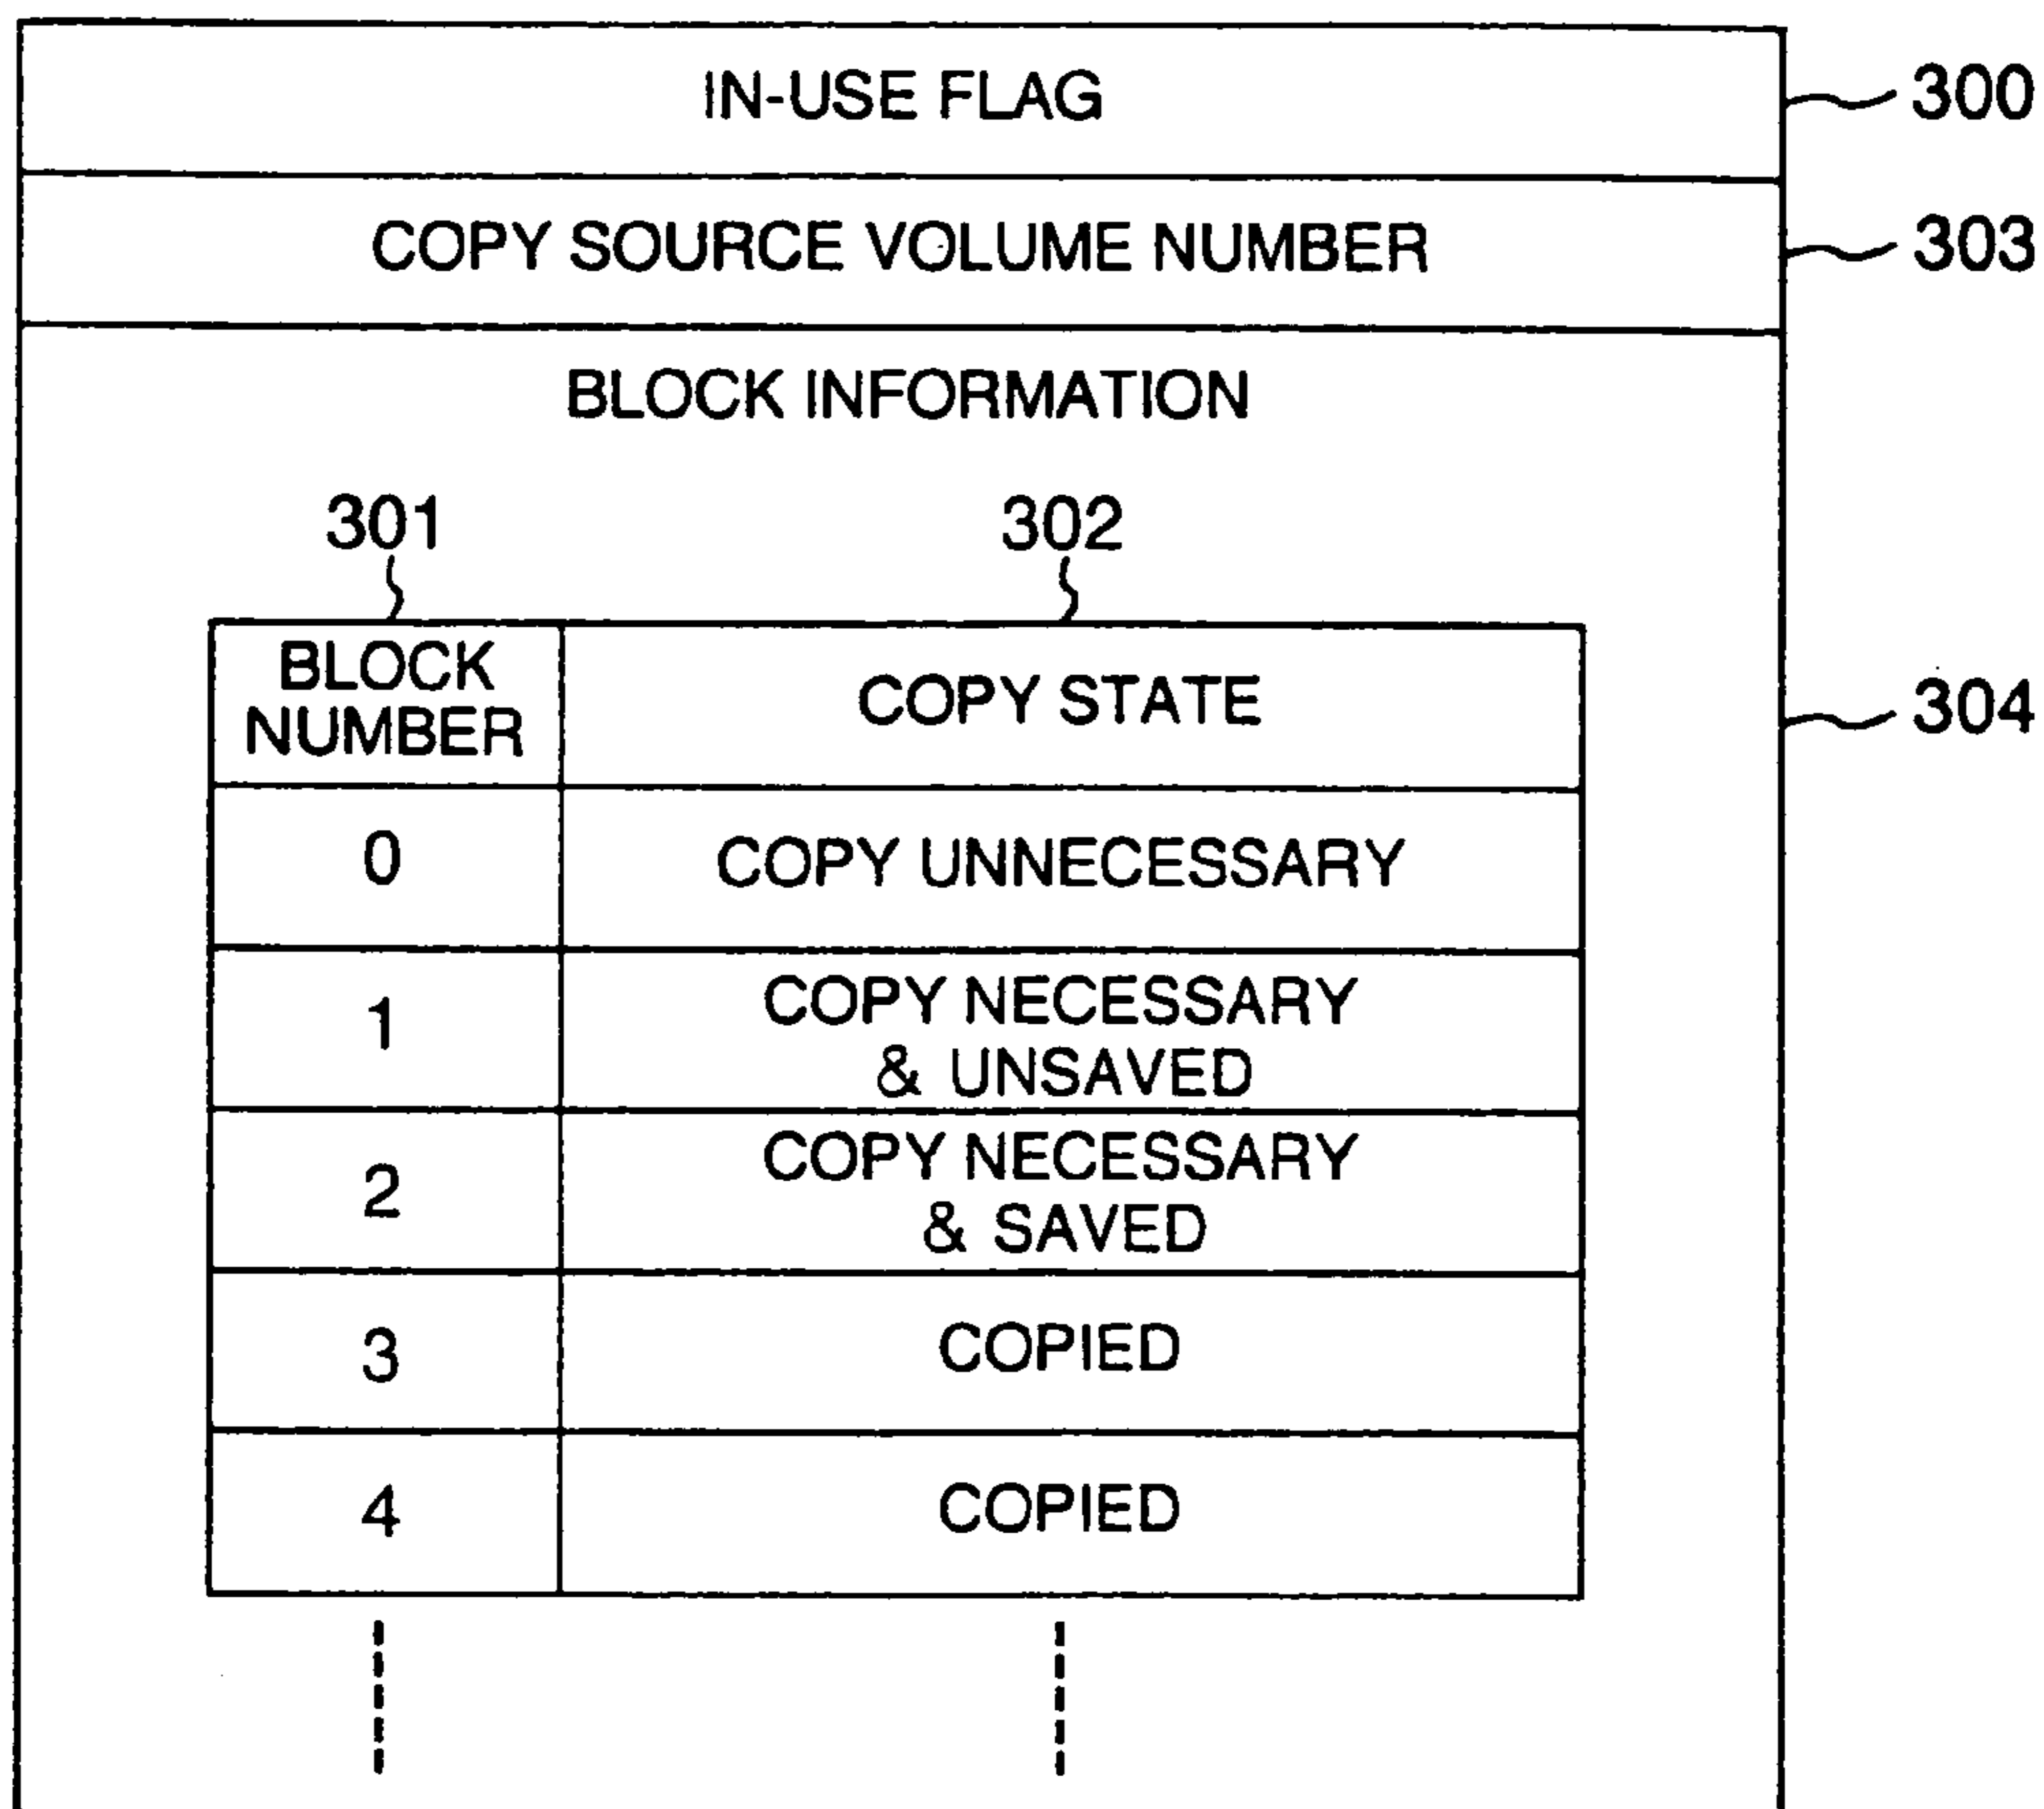 IN-USE FLAG 300
COPY SOURCE VOLUME NUMBER 303
BLOCK INFORMATION
301 302
BLOCK
NUMBER
COPY STATE
304
0 COPY UNNECESSARY
1 COPY NECESSARY
& UNSAVED
2 COPY NECESSARY
& SAVED
3 COPIED
4 COPIED